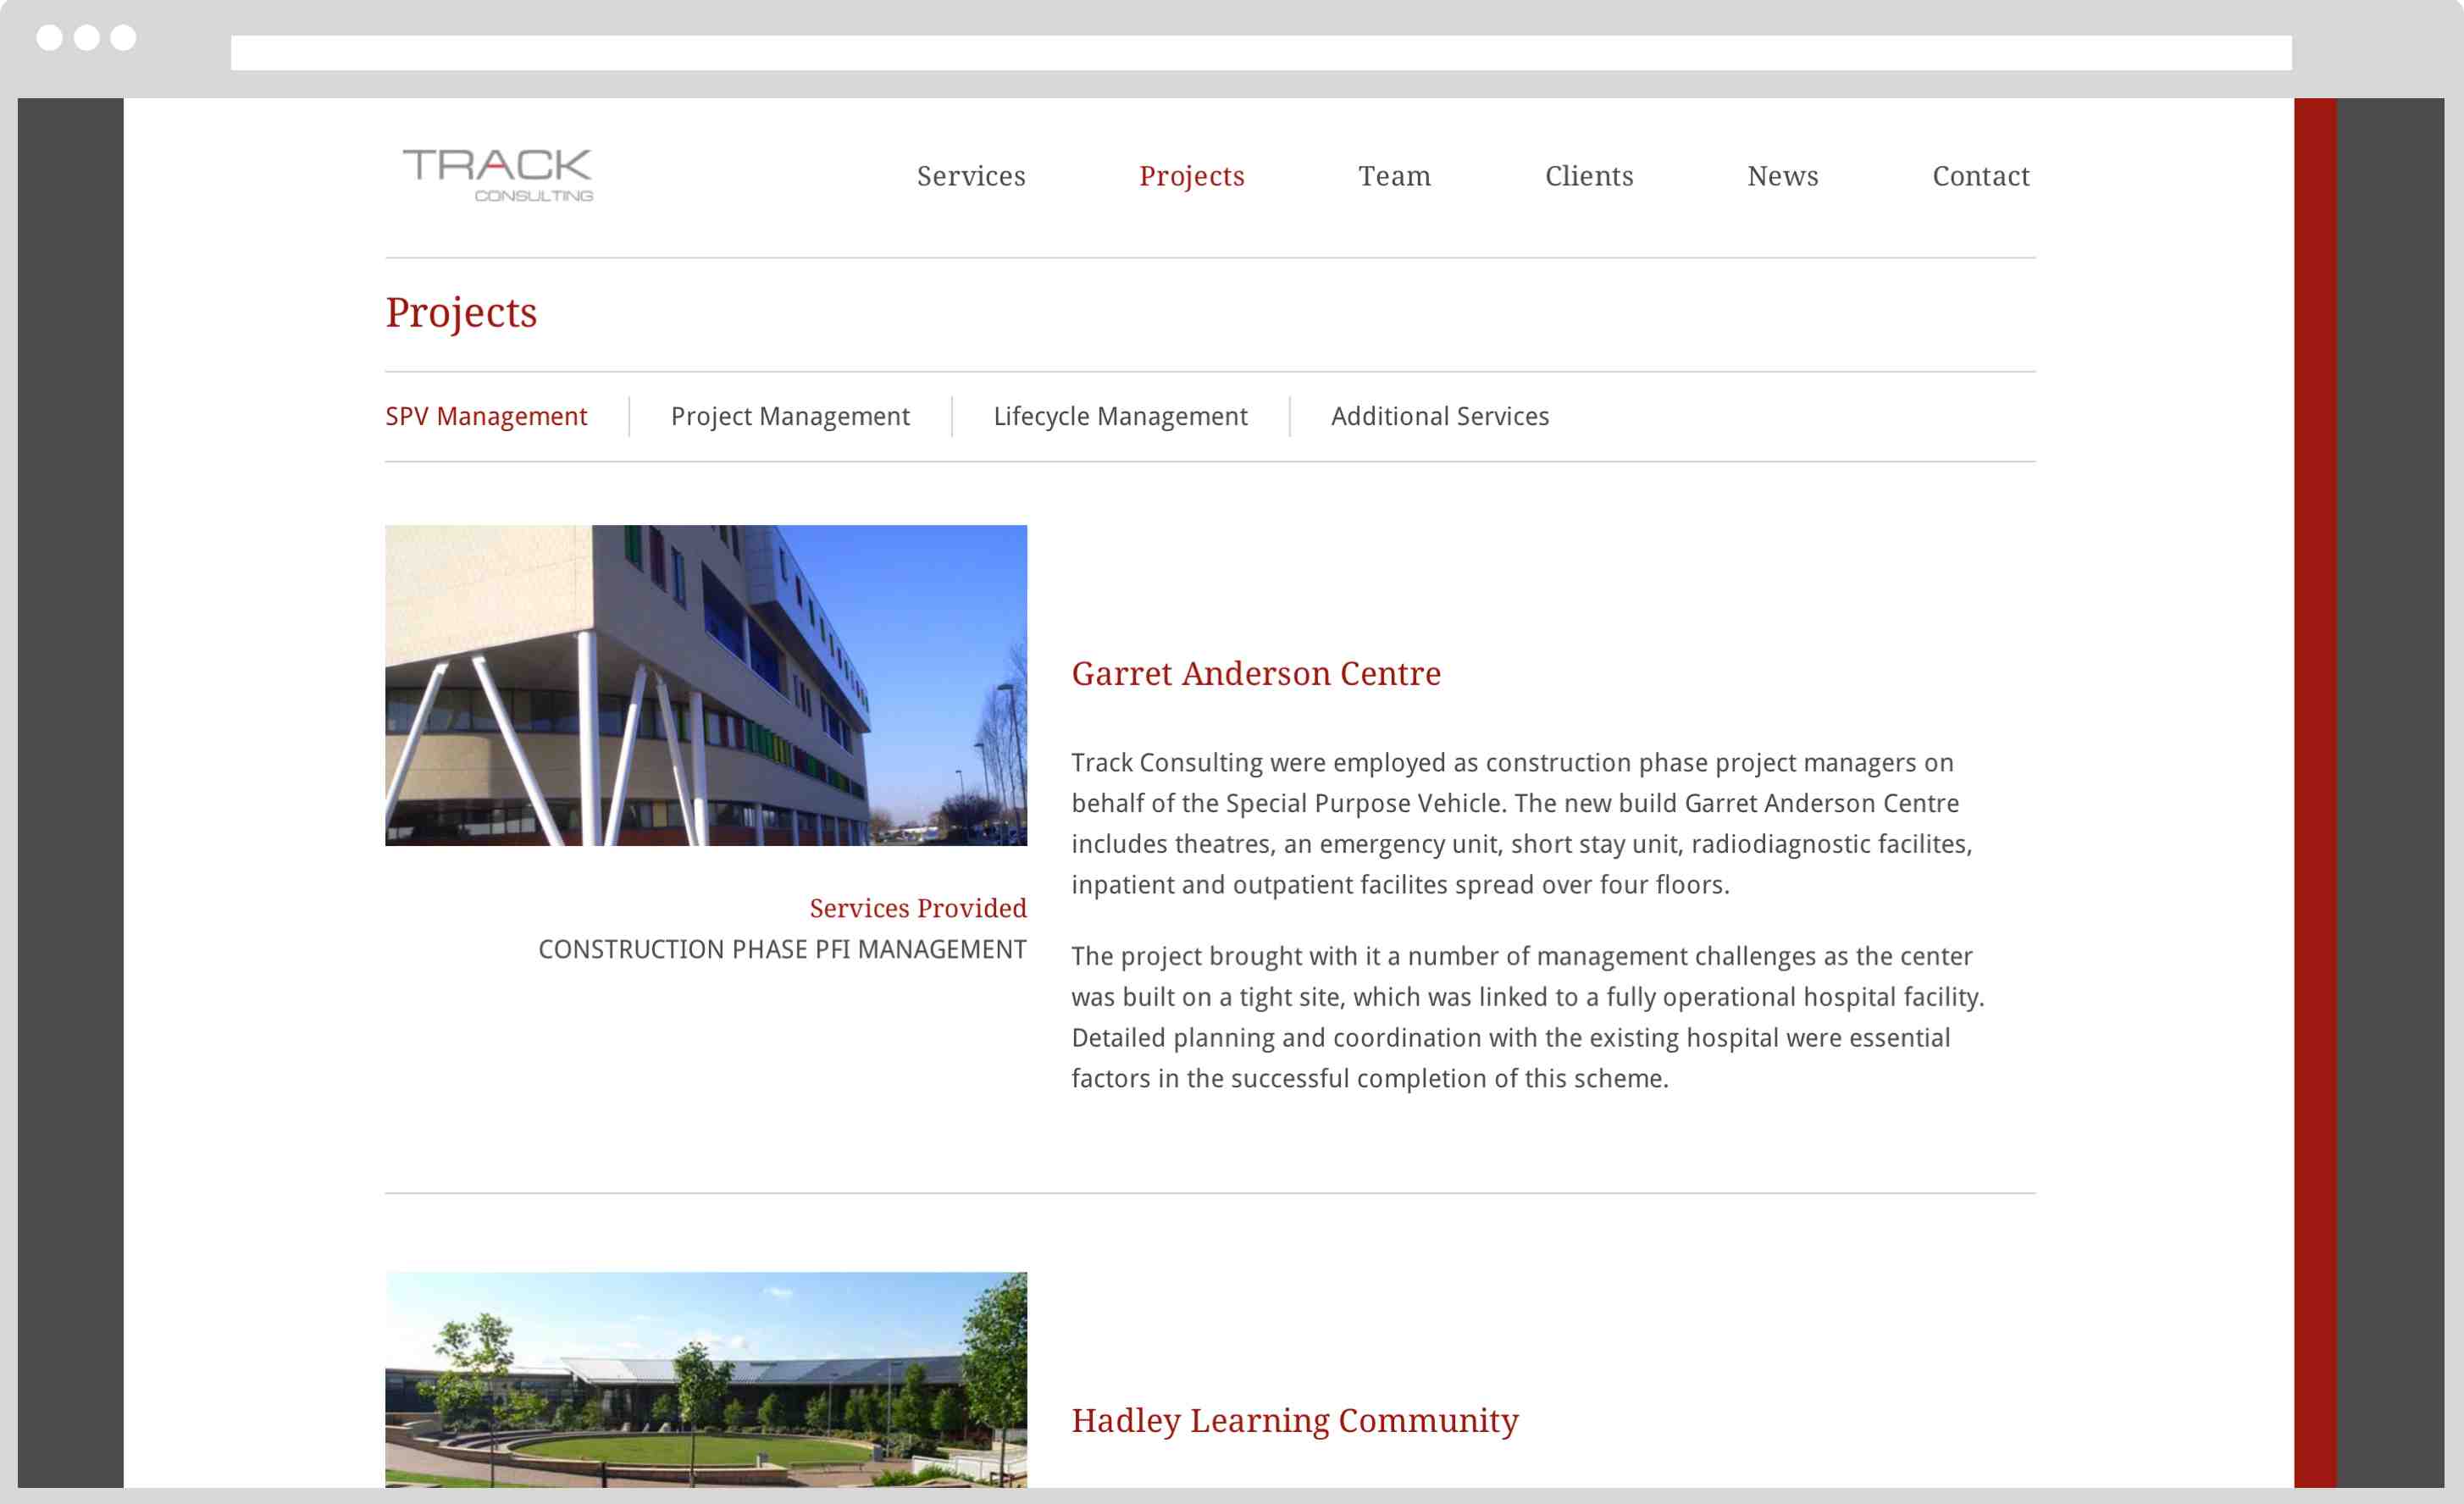 TRACK
CONSULTING
Services
Projects
Team
Clients
News
Contact
Projects
SPV Management
Project Management
Lifecycle Management
Additional Services
Garret Anderson Centre
Track Consulting were employed as construction phase project managers on
behalf of the Special Purpose Vehicle. The new build Garret Anderson Centre
includes theatres, an emergency unit, short stay unit, radiodiagnostic facilites,
inpatient and outpatient facilites spread over four floors.
Services Provided
CONSTRUCTION PHASE PFI MANAGEMENT
The project brought with it a number of management challenges as the center
was built on a tight site, which was linked to a fully operational hospital facility.
Detailed planning and coordination with the existing hospital were essential
factors in the successful completion of this scheme.
Hadley Learning Community